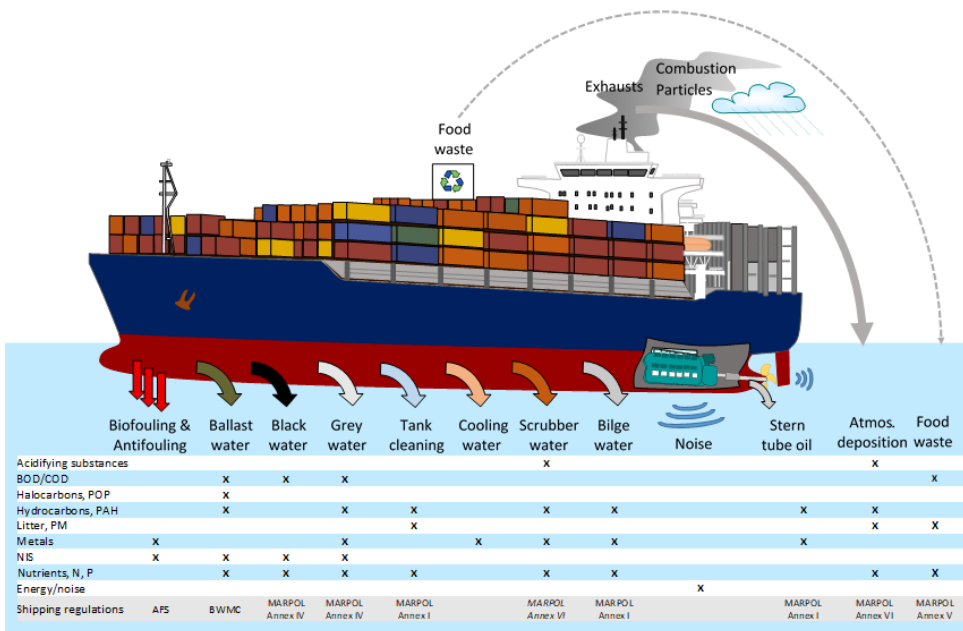 Combustion
Particles
Exhausts
Food
waste
Biofouling &
Antifouling
Ballast
water
Black
water
Grey
water
Tank
cleaning
Cooling
water
Scrubber
water
Bilge
water
Noise
Stern
tube oil
Atmos.
deposition
Food
waste
Acidifying substances x x
BOD/COD x x x x
Halocarbons, POP x
Hydrocarbons, PAH x x x x x x x
Litter, PM x x x
Metals x x x x x x
NIS x x x x
Nutrients, N, P x x x x x x x x
Energy/noise x
Shipping regulations AFS BWMC MARPOL Annex IV MARPOL Annex IV MARPOL Annex I MARPOL Annex VI MARPOL Annex I MARPOL Annex I MARPOL Annex VI MARPOL Annex V